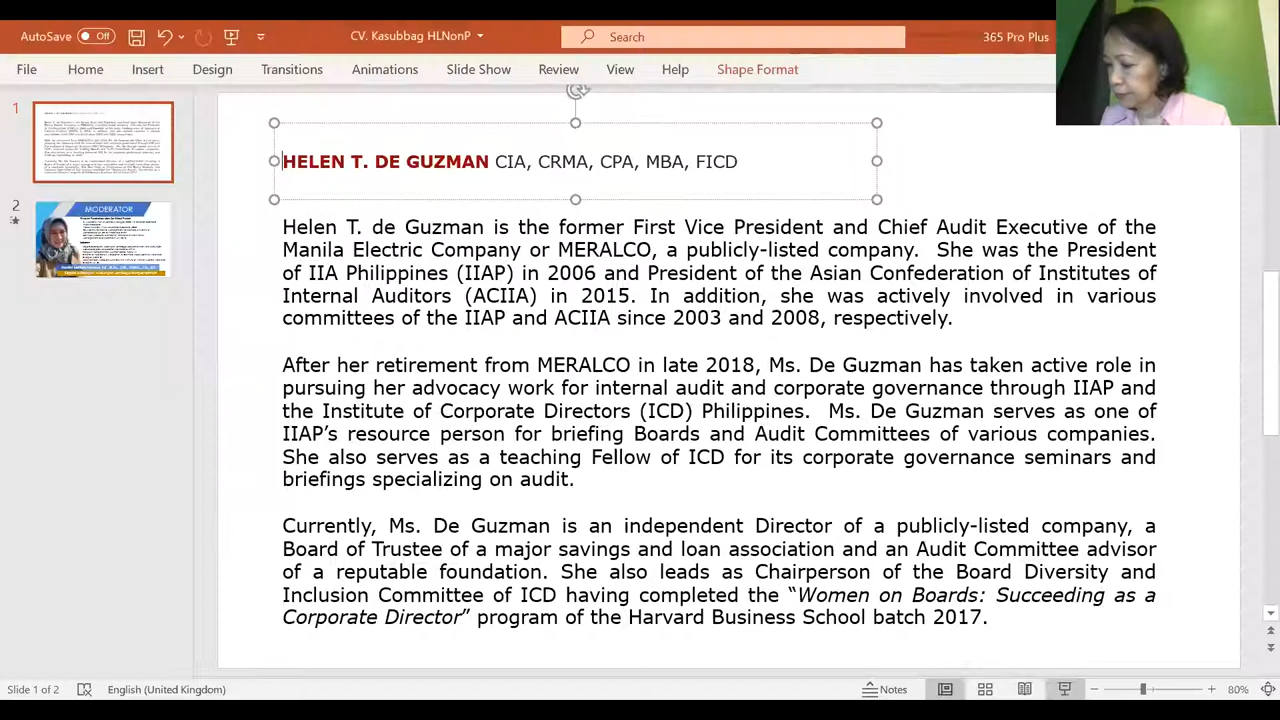 AutoSave Off CV. Kasubbag HLNonP Search 365 Pro Plus
File Home Insert Design Transitions Animations Slide Show Review View Help Shape Format
1
2
MODERATOR
HELEN T. DE GUZMAN CIA, CRMA, CPA, MBA, FICD
Helen T. de Guzman is the former First Vice President and Chief Audit Executive of the
Manila Electric Company or MERALCO, a publicly-listed company. She was the President
of IIA Philippines (IIAP) in 2006 and President of the Asian Confederation of Institutes of
Internal Auditors (ACIIA) in 2015. In addition, she was actively involved in various
committees of the IIAP and ACIIA since 2003 and 2008, respectively.
After her retirement from MERALCO in late 2018, Ms. De Guzman has taken active role in
pursuing her advocacy work for internal audit and corporate governance through IIAP and
the Institute of Corporate Directors (ICD) Philippines. Ms. De Guzman serves as one of
IIAP’s resource person for briefing Boards and Audit Committees of various companies.
She also serves as a teaching Fellow of ICD for its corporate governance seminars and
briefings specializing on audit.
Currently, Ms. De Guzman is an independent Director of a publicly-listed company, a
Board of Trustee of a major savings and loan association and an Audit Committee advisor
of a reputable foundation. She also leads as Chairperson of the Board Diversity and
Inclusion Committee of ICD having completed the “Women on Boards: Succeeding as a
Corporate Director” program of the Harvard Business School batch 2017.
Slide 1 of 2 English (United Kingdom) Notes 80%